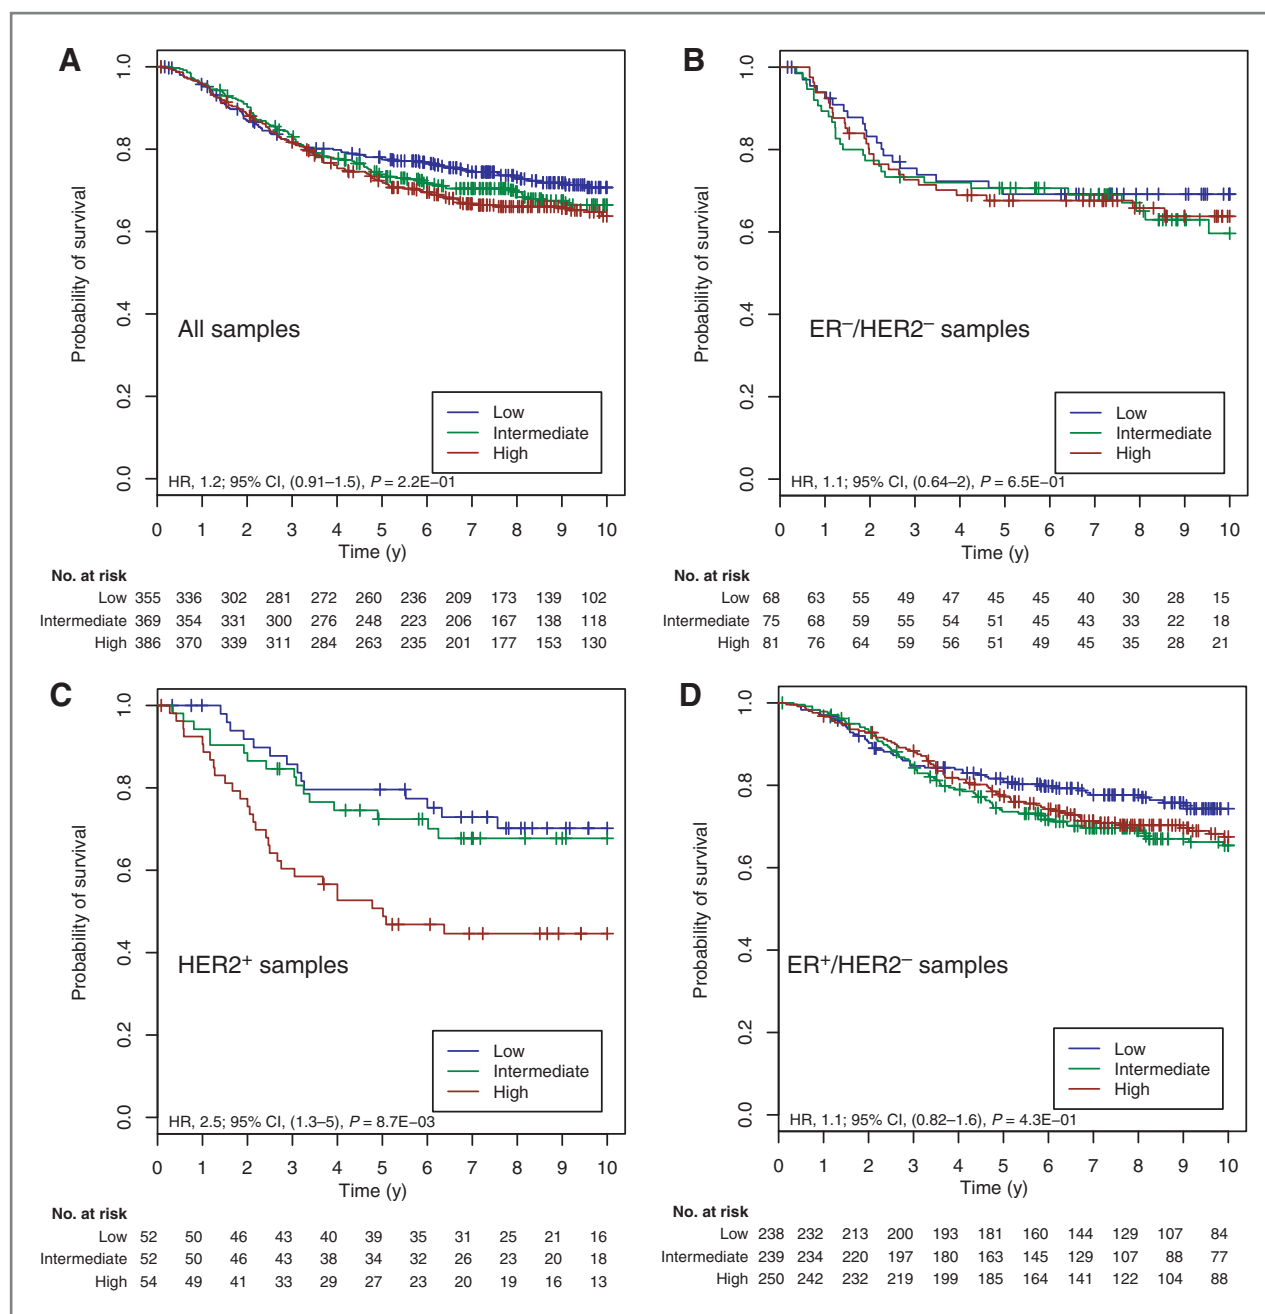 A
Probability of survival
1.0
0.8
0.6
0.4
0.2
0.0
All samples
Low
Intermediate
High
HR, 1.2; 95% CI, (0.91–1.5), P = 2.2E–01
0 1 2 3 4 5 6 7 8 9 10
Time (y)
No. at risk
Low 355 336 302 281 272 260 236 209 173 139 102
Intermediate 369 354 331 300 276 248 223 206 167 138 118
High 386 370 339 311 284 263 235 201 177 153 130
B
Probability of survival
1.0
0.8
0.6
0.4
0.2
0.0
ER–/HER2– samples
Low
Intermediate
High
HR, 1.1; 95% CI, (0.64–2), P = 6.5E–01
0 1 2 3 4 5 6 7 8 9 10
Time (y)
No. at risk
Low 68 63 55 49 47 45 45 40 30 28 15
Intermediate 75 68 59 55 54 51 45 43 33 22 18
High 81 76 64 59 56 51 49 45 35 28 21
C
Probability of survival
1.0
0.8
0.6
0.4
0.2
0.0
HER2+ samples
Low
Intermediate
High
HR, 2.5; 95% CI, (1.3–5), P = 8.7E–03
0 1 2 3 4 5 6 7 8 9 10
Time (y)
No. at risk
Low 52 50 46 43 40 39 35 31 25 21 16
Intermediate 52 50 46 43 38 34 32 26 23 20 18
High 54 49 41 33 29 27 23 20 19 16 13
D
Probability of survival
1.0
0.8
0.6
0.4
0.2
0.0
ER+/HER2– samples
Low
Intermediate
High
HR, 1.1; 95% CI, (0.82–1.6), P = 4.3E–01
0 1 2 3 4 5 6 7 8 9 10
Time (y)
No. at risk
Low 238 232 213 200 193 181 160 144 129 107 84
Intermediate 239 234 220 197 180 163 145 129 107 88 77
High 250 242 232 219 199 185 164 141 122 104 88